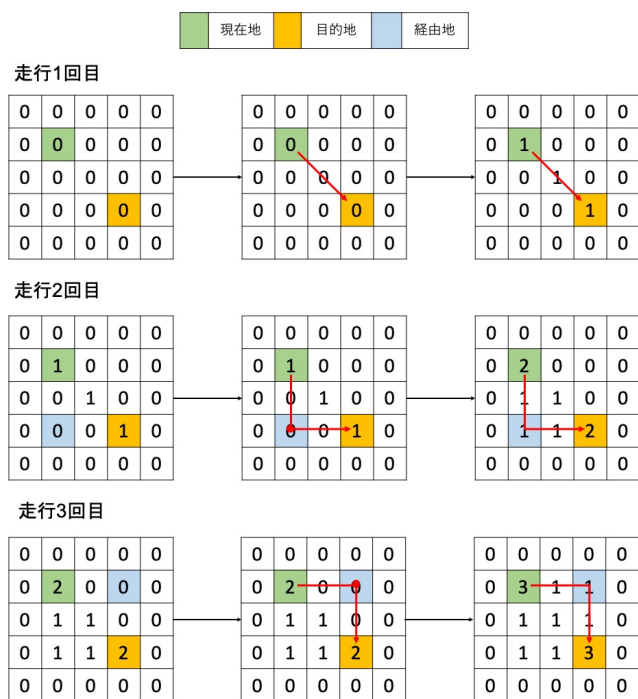 現在地 目的地 経由地
走行1回目
0 0 0 0 0 0 0 0 0 0 0 0 0 0 0
0 0 0 0 0 0 0 0 0 0 0 1 0 0 0
0 0 0 0 0 0 0 0 0 0 0 0 1 0 0
0 0 0 0 0 0 0 0 0 0 0 0 0 1 0
0 0 0 0 0 0 0 0 0 0 0 0 0 0 0
走行2回目
0 0 0 0 0 0 0 0 0 0 0 0 0 0 0
0 1 0 0 0 0 1 0 0 0 0 2 0 0 0
0 0 1 0 0 0 0 1 0 0 0 1 1 0 0
0 0 0 1 0 0 0 0 1 0 0 1 1 2 0
0 0 0 0 0 0 0 0 0 0 0 0 0 0 0
走行3回目
0 0 0 0 0 0 0 0 0 0 0 0 0 0 0
0 2 0 0 0 0 2 0 0 0 0 3 1 1 0
0 1 1 0 0 0 1 1 0 0 0 1 1 1 0
0 1 1 2 0 0 1 1 2 0 0 1 1 3 0
0 0 0 0 0 0 0 0 0 0 0 0 0 0 0